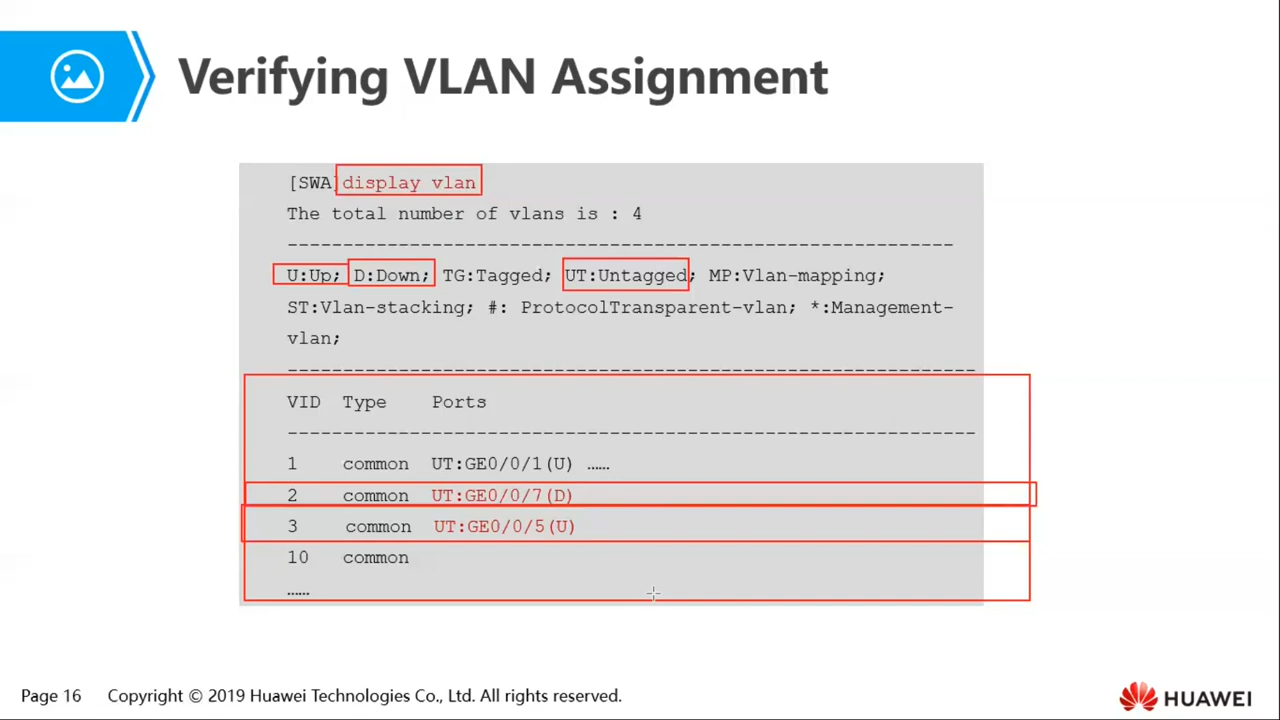 Verifying VLAN Assignment
[SWA]display vlan
The total number of vlans is : 4
--------------------------------------------------------------
U:Up; D:Down; TG:Tagged; UT:Untagged; MP:Vlan-mapping;
ST:Vlan-stacking; #: ProtocolTransparent-vlan; *:Management-
vlan;
--------------------------------------------------------------
VID Type Ports
--------------------------------------------------------------
1 common UT:GE0/0/1(U) ……
2 common UT:GE0/0/7(D)
3 common UT:GE0/0/5(U)
10 common
……
Page 16 Copyright © 2019 Huawei Technologies Co., Ltd. All rights reserved.
HUAWEI